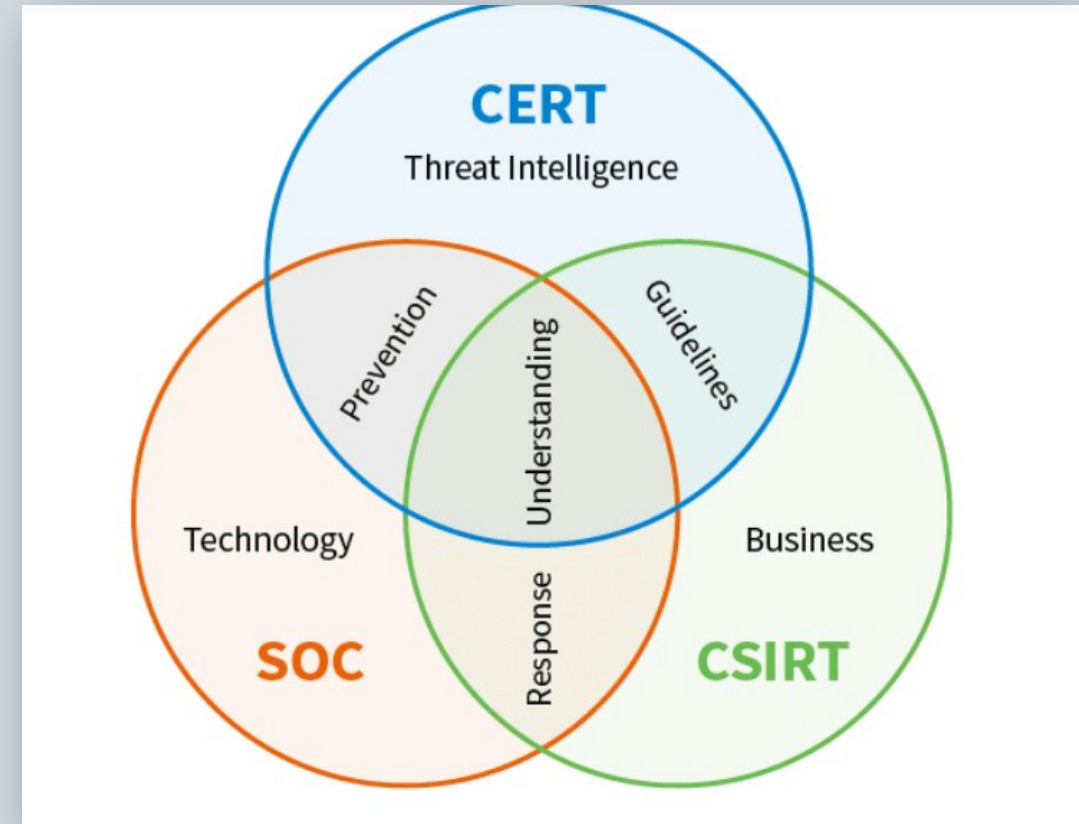 CERT
Threat Intelligence
Prevention
Understanding
Guidelines
Technology
Business
Response
SOC
CSIRT